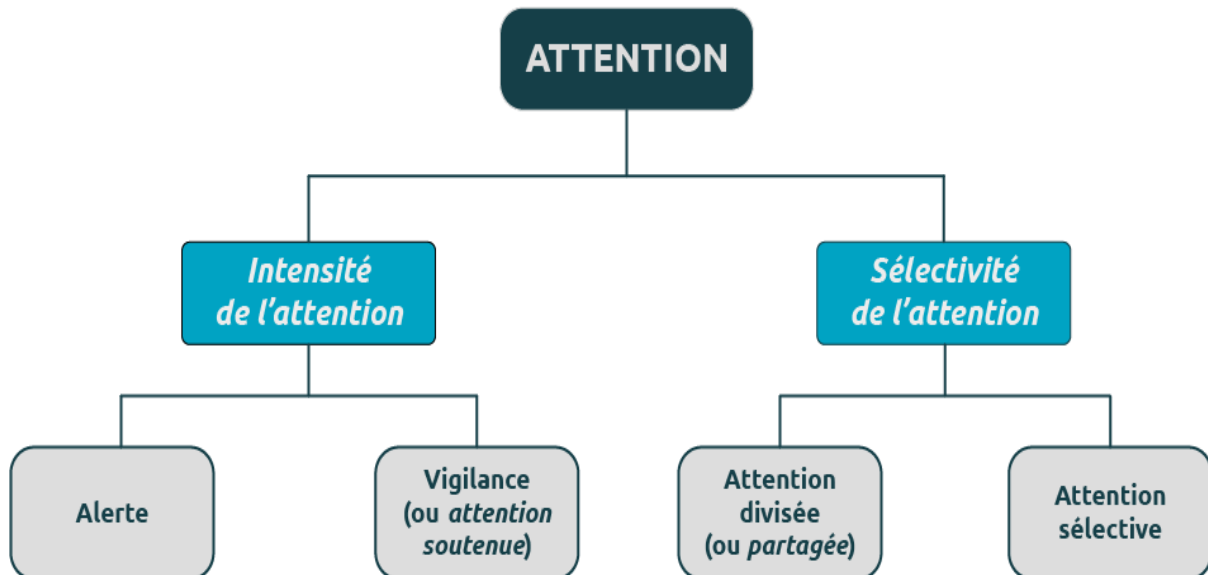 ATTENTION
Intensité
de l'attention
Sélectivité
de l'attention
Alerte
Vigilance
(ou attention
soutenue)
Attention
divisée
(ou partagée)
Attention
sélective